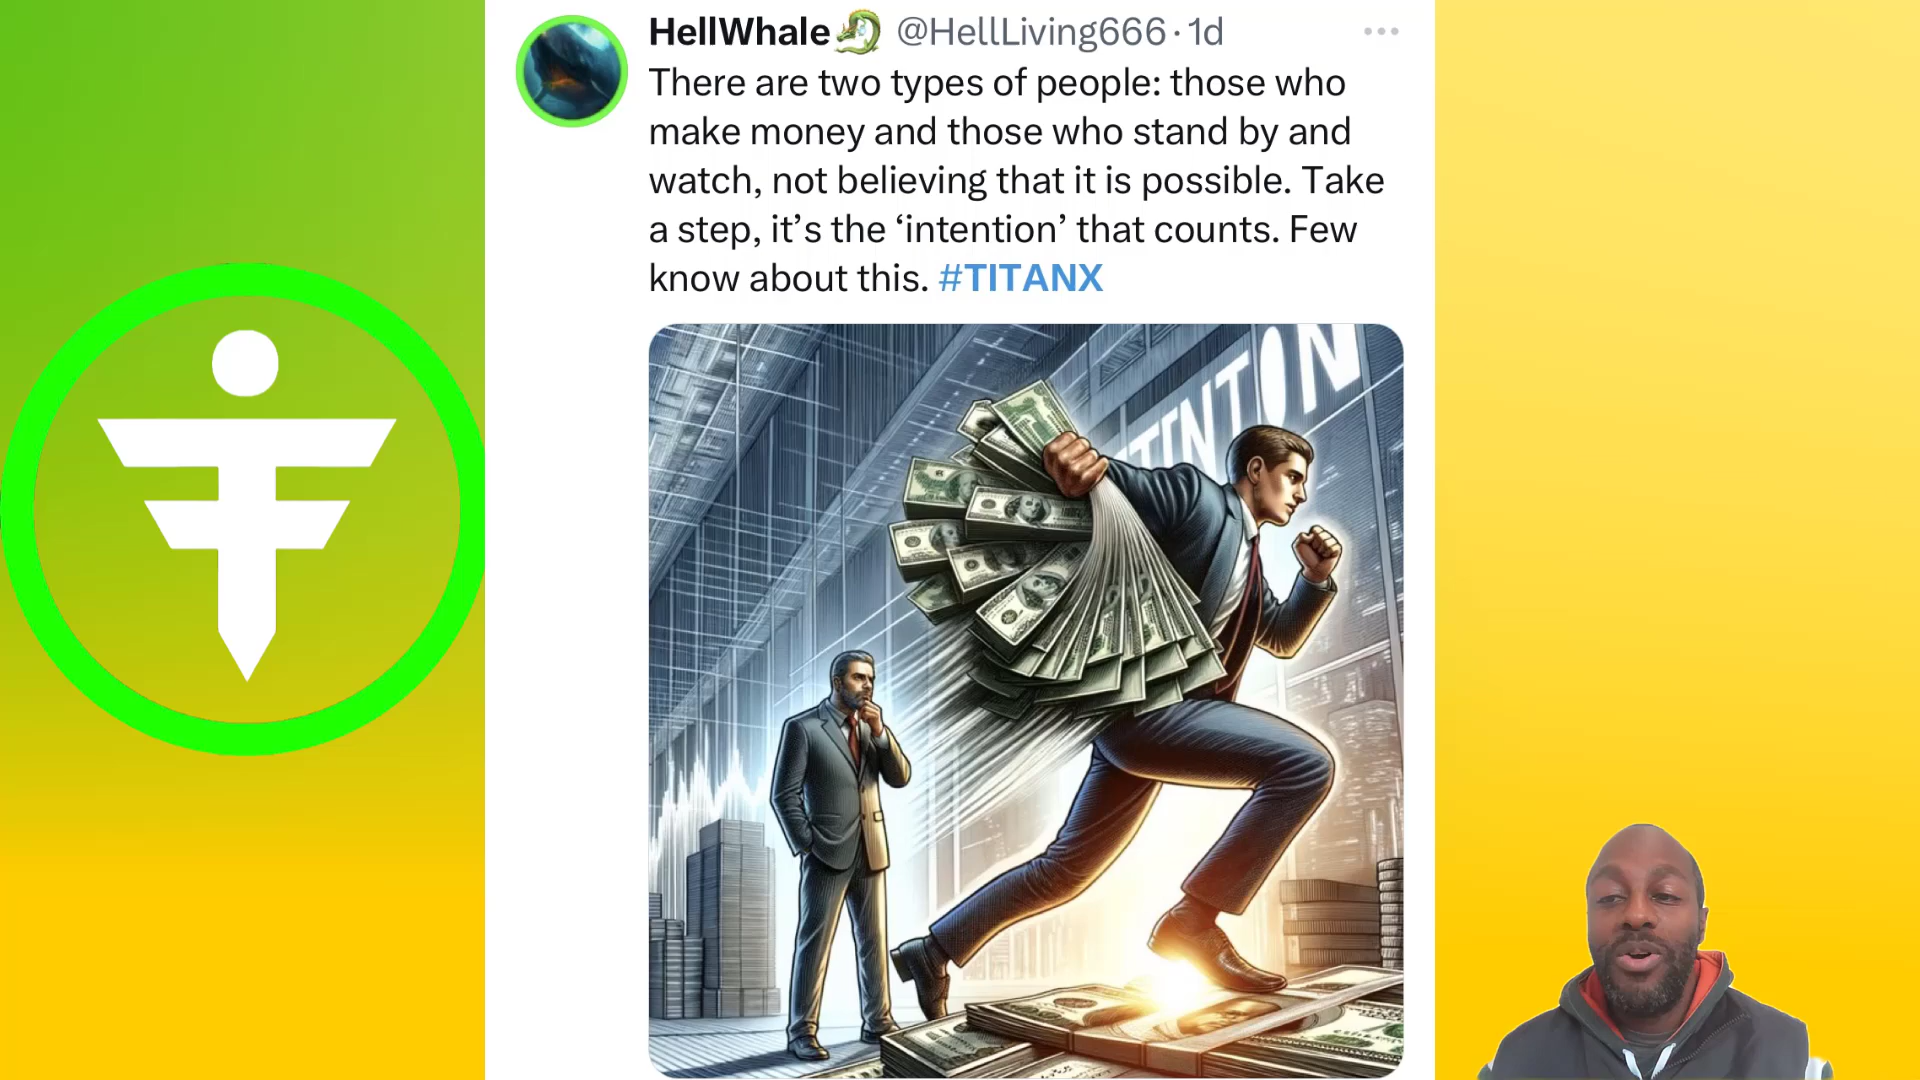 HellWhale🐉 @HellLiving666 · 1d
There are two types of people: those who
make money and those who stand by and
watch, not believing that it is possible. Take
a step, it’s the ‘intention’ that counts. Few
know about this. #TITANX